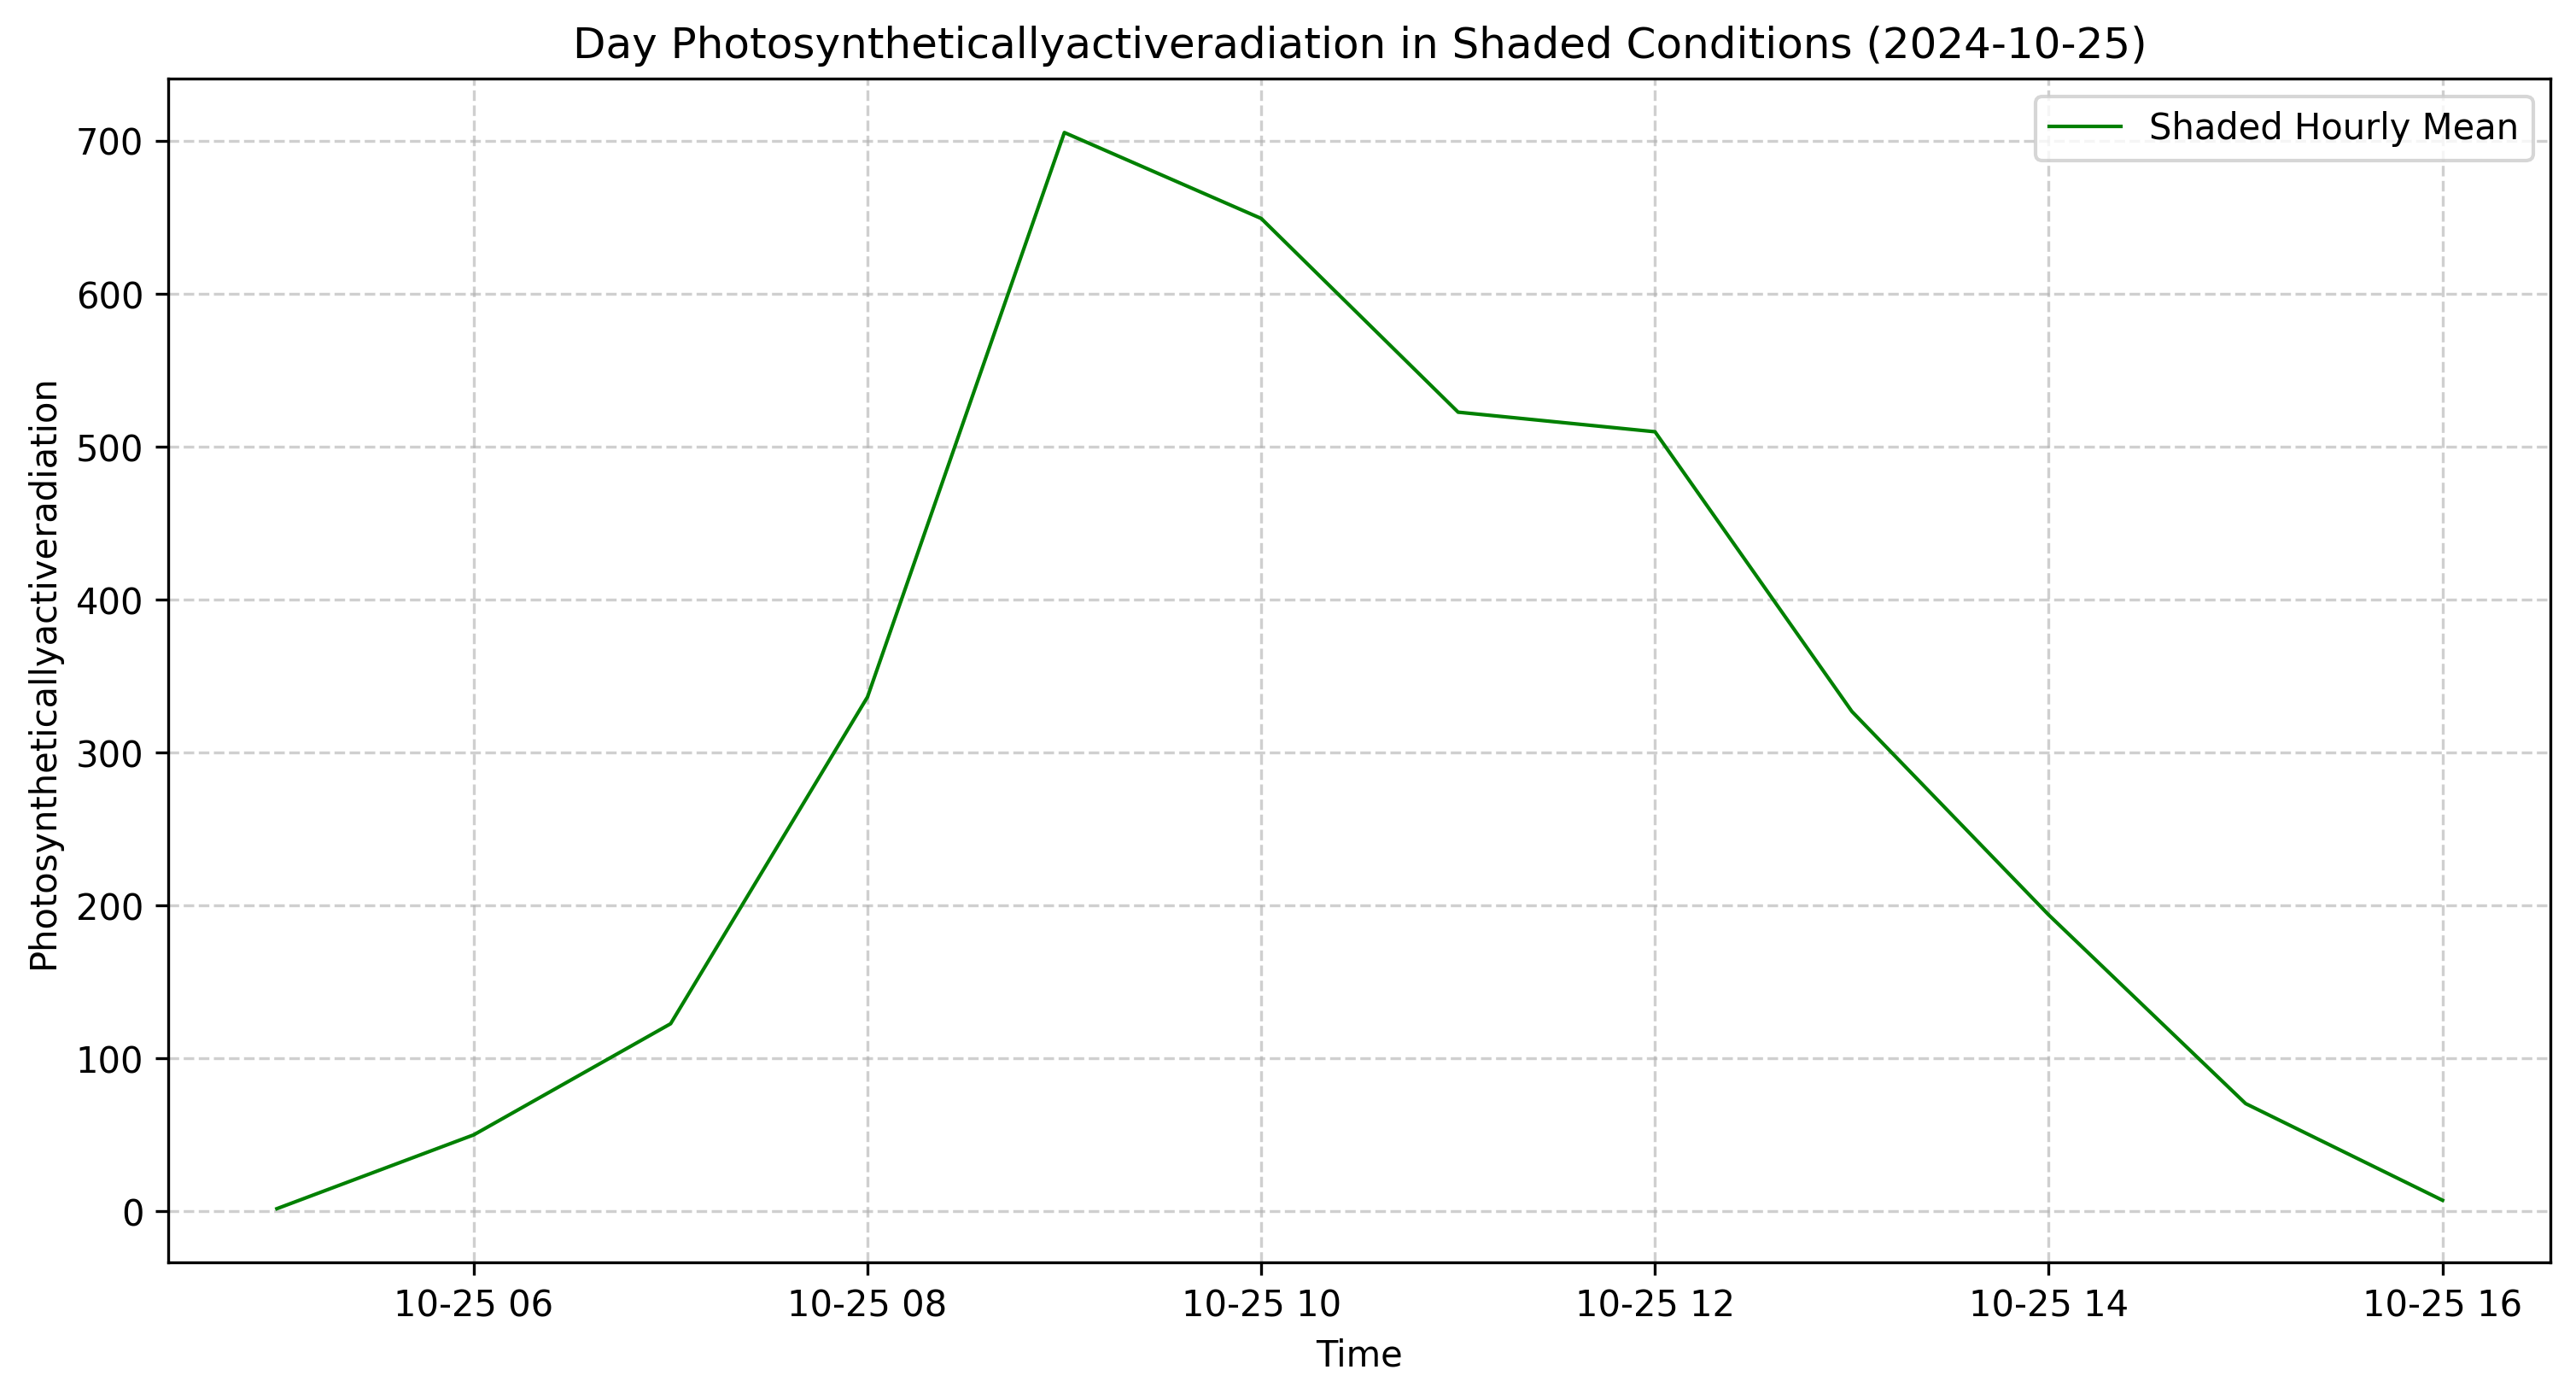 Day Photosyntheticallyactiveradiation in Shaded Conditions (2024-10-25)
Shaded Hourly Mean
Photosyntheticallyactiveradiation
700
600
500
400
300
200
100
0
10-25 06 10-25 08 10-25 10 10-25 12 10-25 14 10-25 16
Time